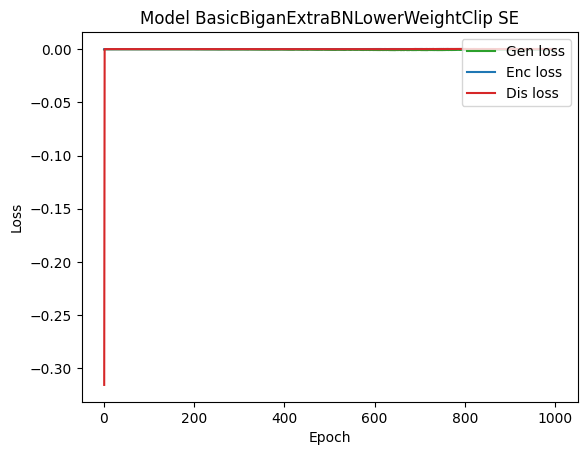 Model BasicBiganExtraBNLowerWeightClip SE
0.00
−0.05
−0.10
−0.15
−0.20
−0.25
−0.30
Loss
Gen loss
Enc loss
Dis loss
0
200
400
600
800
1000
Epoch